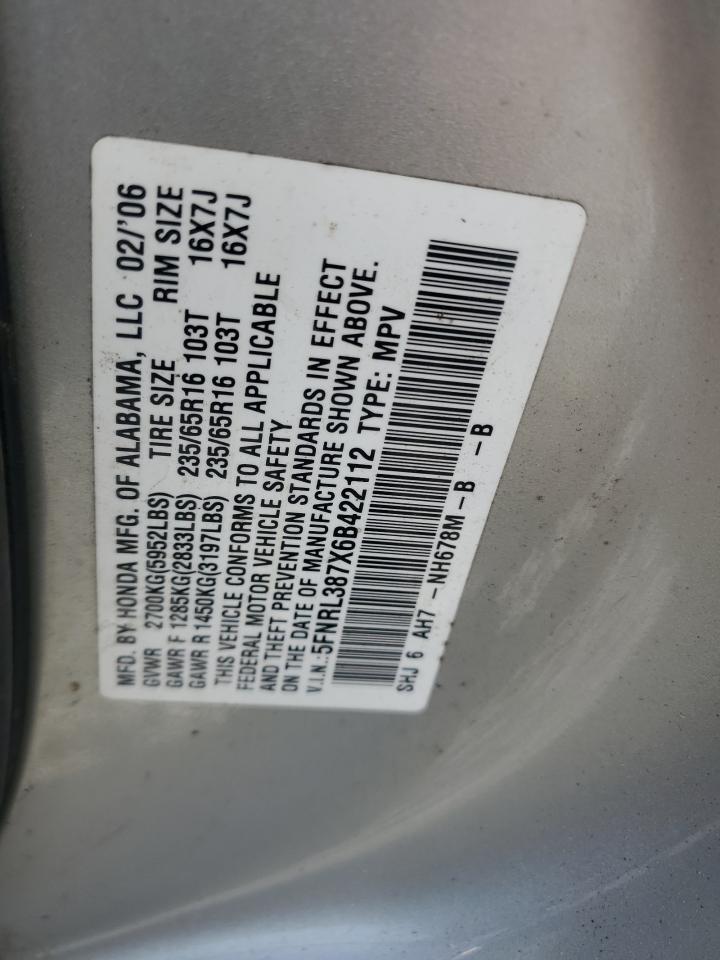 MFD. BY HONDA MFG. OF ALABAMA, LLC 02/'06
GVWR 2700KG(5952LBS) TIRE SIZE RIM SIZE
GAWR F 1285KG(2833LBS) 235/65R16 103T 16X7J
GAWR R 1450KG(3197LBS) 235/65R16 103T 16X7J
THIS VEHICLE CONFORMS TO ALL APPLICABLE
FEDERAL MOTOR VEHICLE SAFETY
AND THEFT PREVENTION STANDARDS IN EFFECT
ON THE DATE OF MANUFACTURE SHOWN ABOVE.
V.I.N.:5FNRL387X6B422112 TYPE: MPV
SHJ 6 AH7 -NH678M-B -B